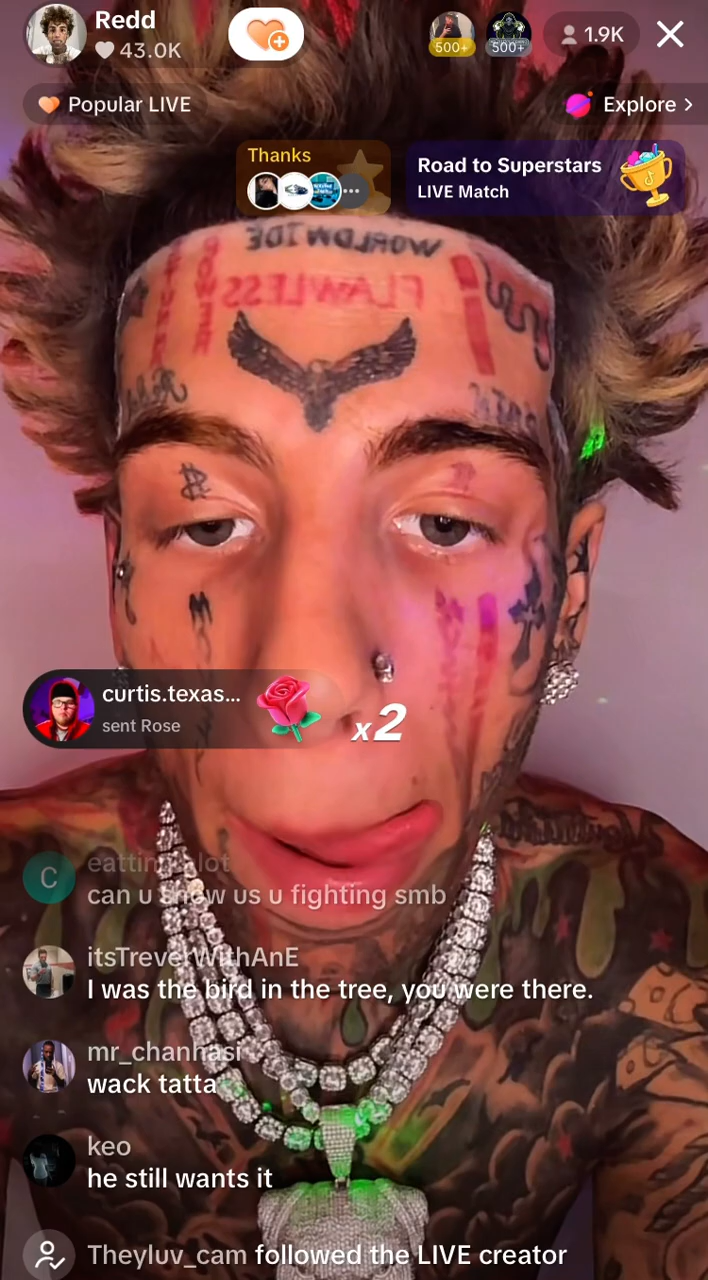 Redd
43.0K
500+
500+
1.9K
Popular LIVE
Explore >
Thanks
Road to Superstars
LIVE Match
WORLDWIDE
FLAWLESS
$
curtis.texas...
sent Rose
x2
C
can u show us u fighting smb
itsTreverWithAnE
I was the bird in the tree, you were there.
mr_chanhasi
wack tatta
keo
he still wants it
Theyluv_cam followed the LIVE creator